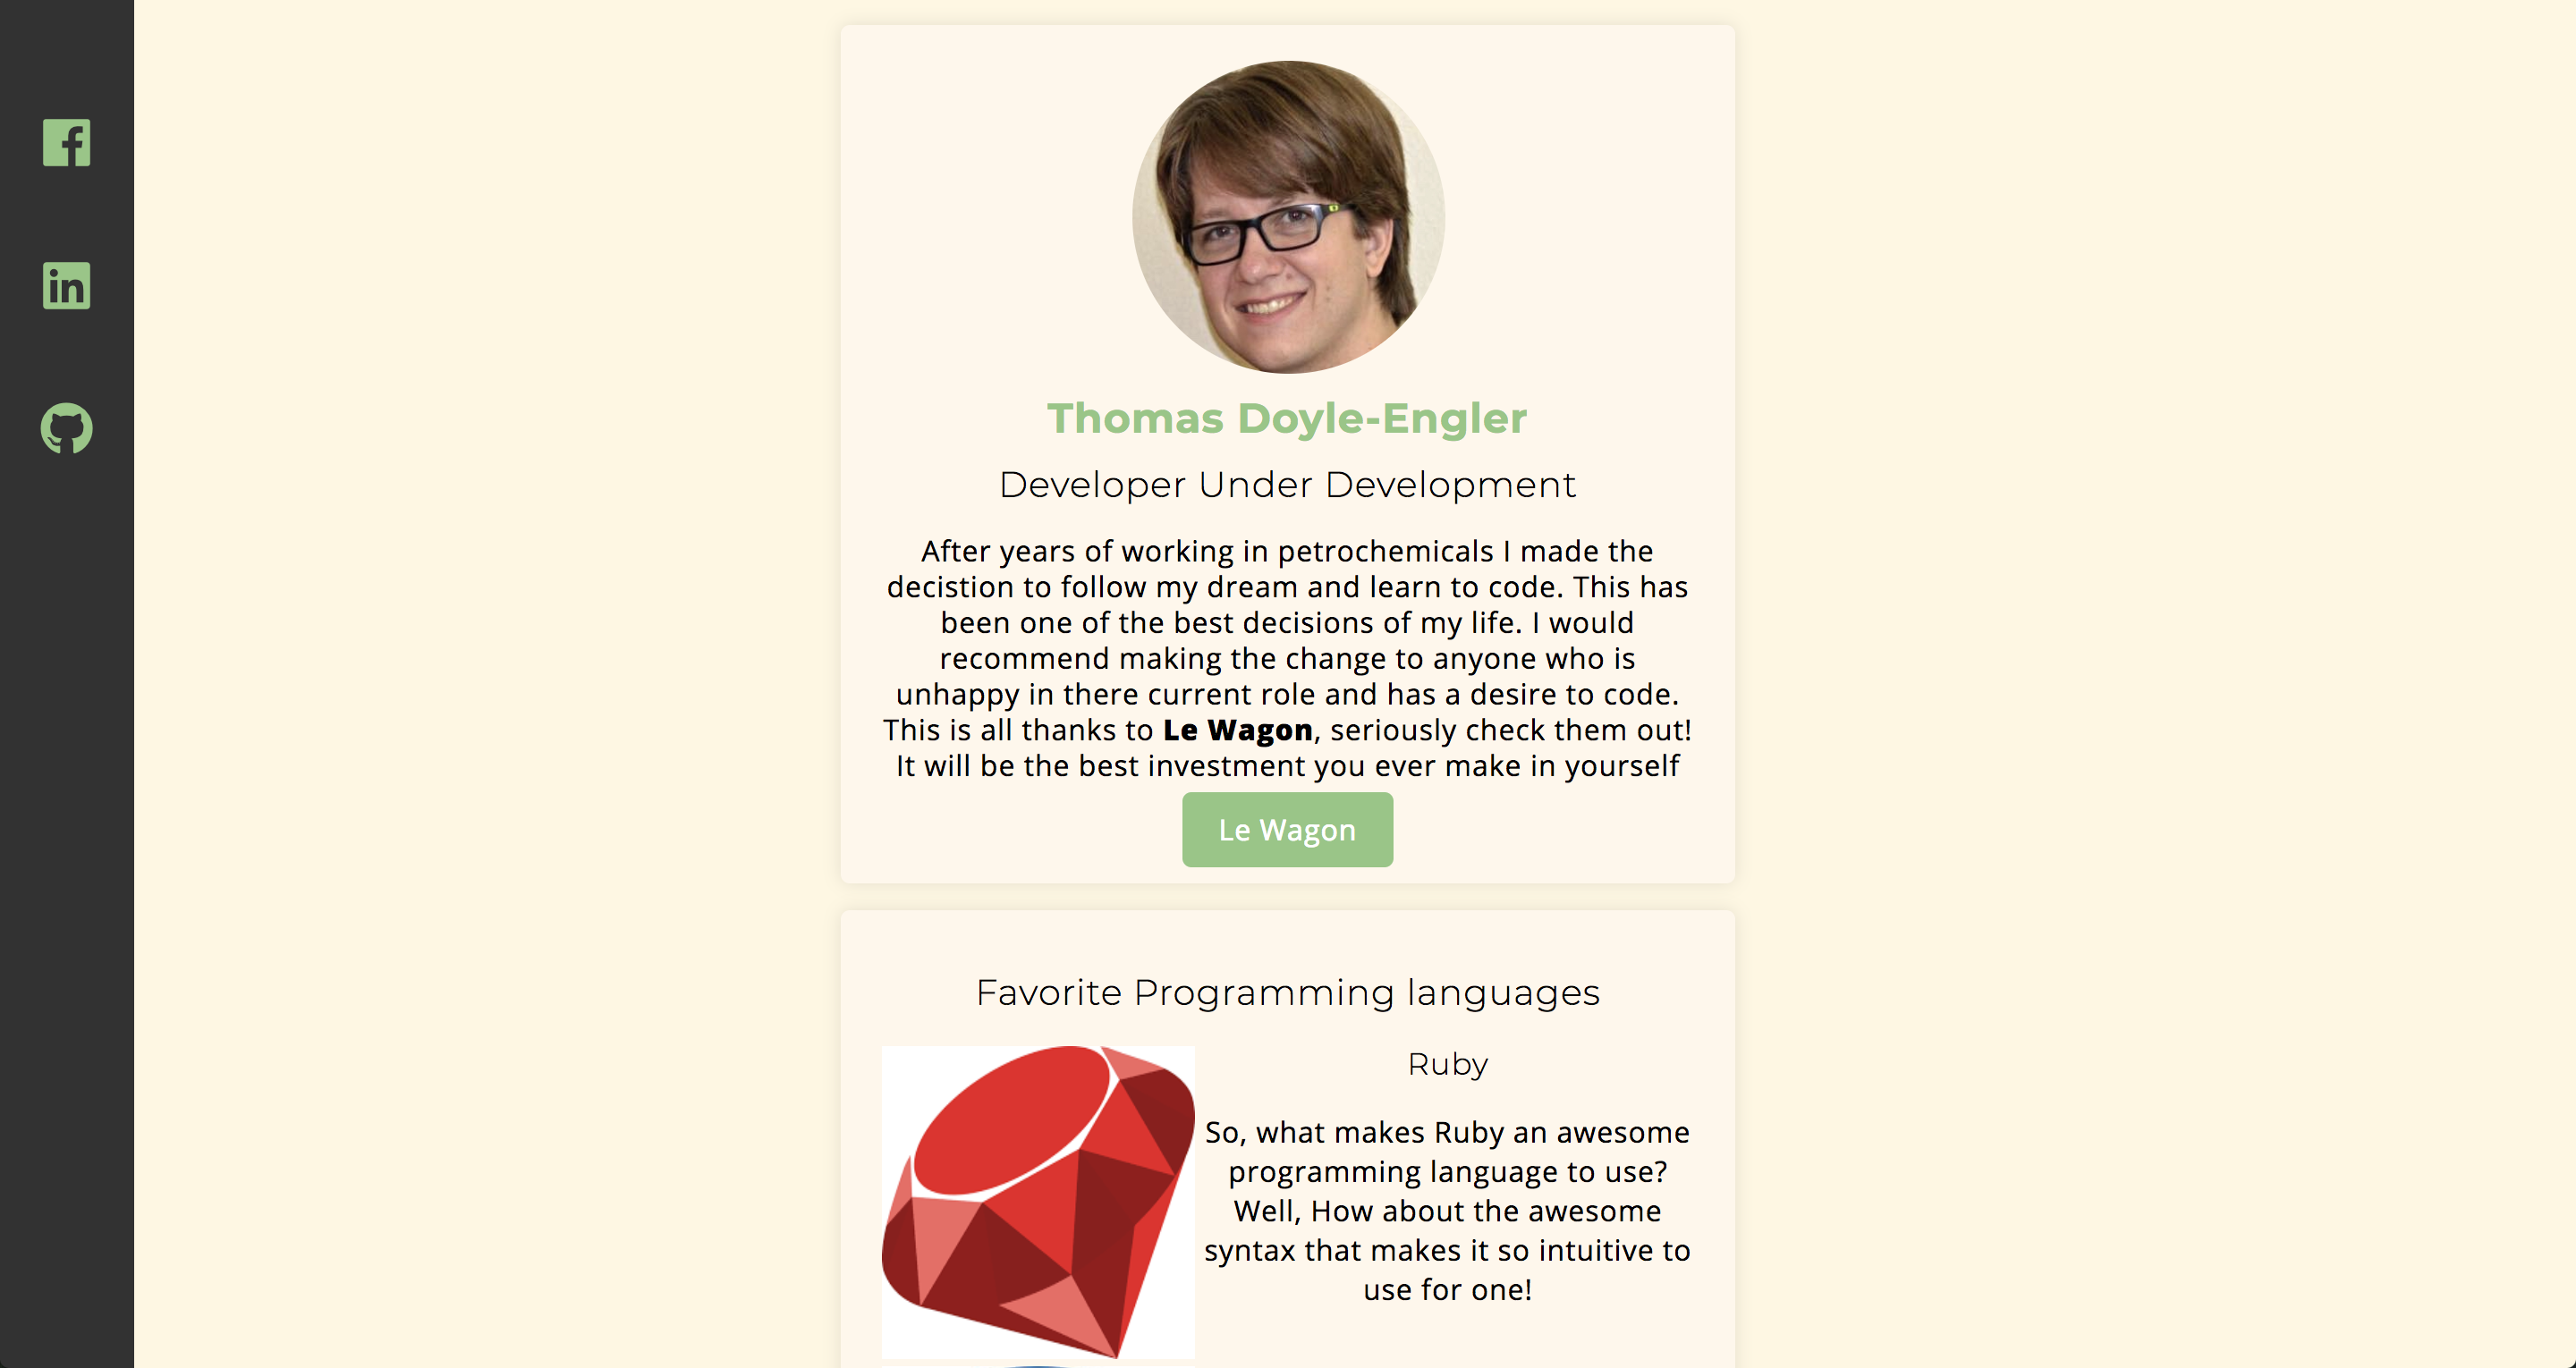 Thomas Doyle-Engler
Developer Under Development
After years of working in petrochemicals I made the
decistion to follow my dream and learn to code. This has
been one of the best decisions of my life. I would
recommend making the change to anyone who is
unhappy in there current role and has a desire to code.
This is all thanks to Le Wagon, seriously check them out!
It will be the best investment you ever make in yourself
Le Wagon
Favorite Programming languages
Ruby
So, what makes Ruby an awesome
programming language to use?
Well, How about the awesome
syntax that makes it so intuitive to
use for one!